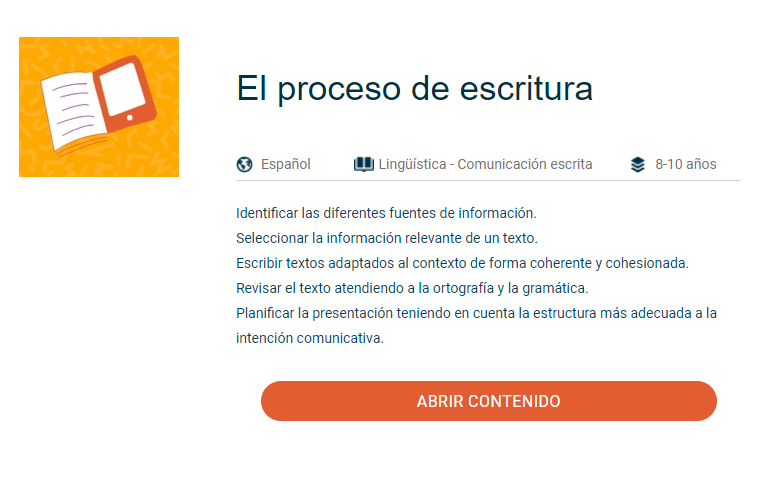 El proceso de escritura
Español
Lingüística - Comunicación escrita
8-10 años
Identificar las diferentes fuentes de información.
Seleccionar la información relevante de un texto.
Escribir textos adaptados al contexto de forma coherente y cohesionada.
Revisar el texto atendiendo a la ortografía y la gramática.
Planificar la presentación teniendo en cuenta la estructura más adecuada a la
intención comunicativa.
ABRIR CONTENIDO